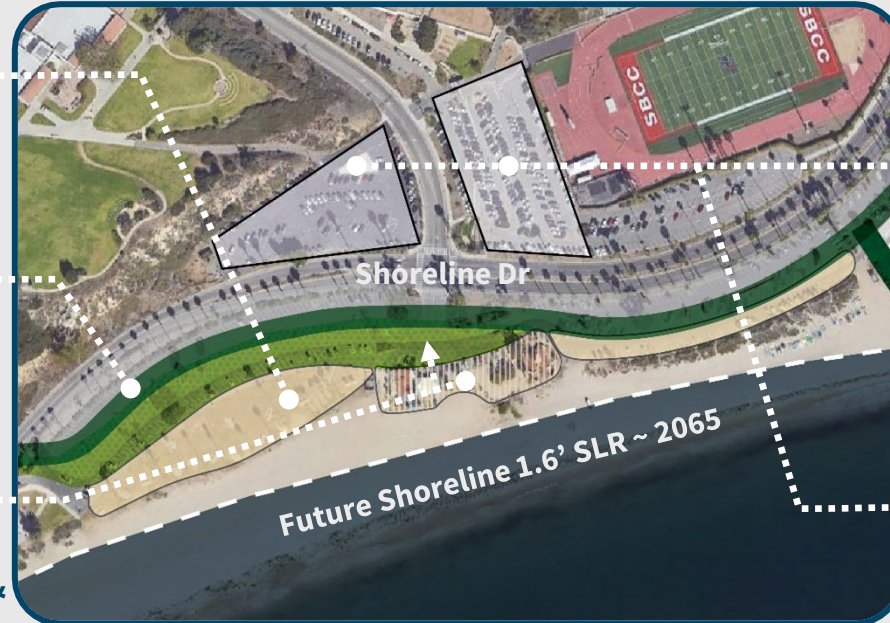 SBCC
SBCC
Shoreline Dr
Future Shoreline 1.6’ SLR ~ 2065
&